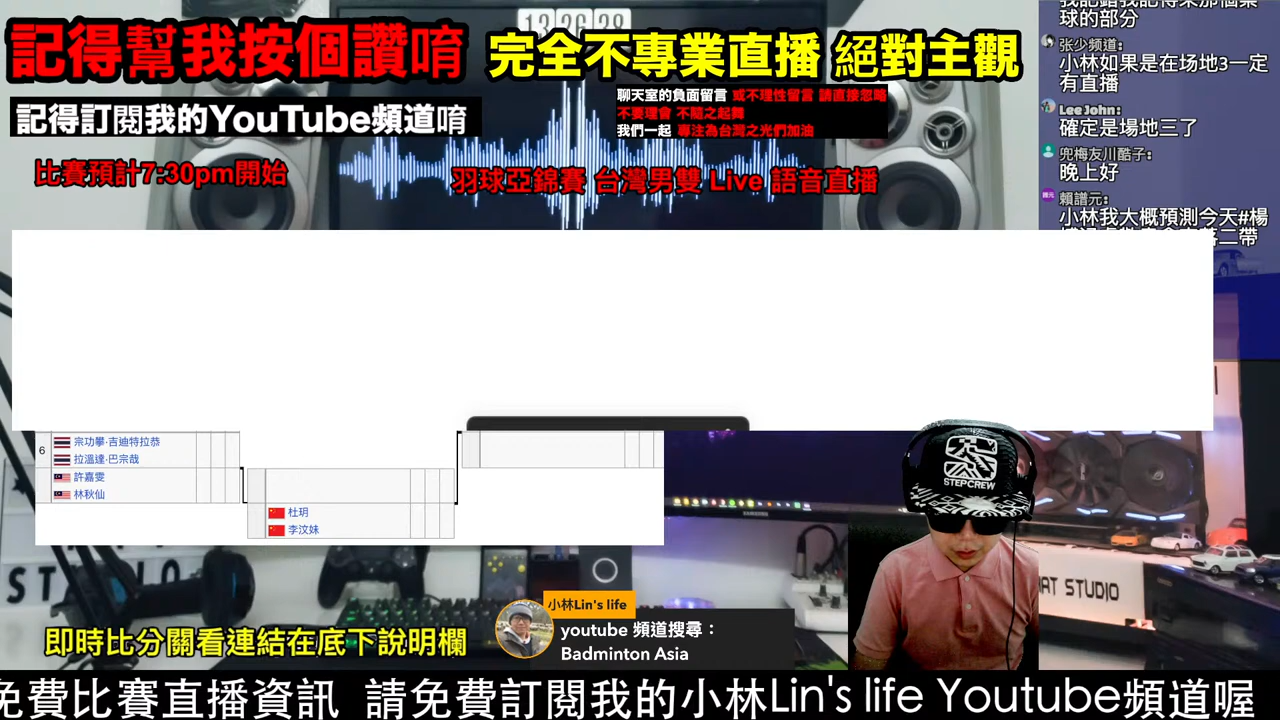 記得幫我按個讚唷
完全不專業直播 絕對主觀
記得訂閱我的YouTube頻道唷
聊天室的負面留言 或不理性留言 請直接忽略
不要理會 不隨之起舞
我們一起 專注為台灣之光們加油
比賽預計7:30pm開始
羽球亞錦賽 台灣男雙 Live 語音直播
球的部分
张少频道:
小林如果是在场地3一定
有直播
LeeJohn:
確定是場地三了
兜梅友川酷子:
晚上好
賴譜元:
小林我大概預測今天#楊
二帶
6
宗功攀·吉迪特拉恭
拉溫達·巴宗哉
許嘉雯
林秋仙
杜玥
李汶妹
STEPCREW
SAMSUNG
STUDIO
即時比分關看連結在底下說明欄
小林Lin's life
youtube 頻道搜尋：
Badminton Asia
免費比賽直播資訊 請免費訂閱我的小林Lin's life Youtube頻道喔